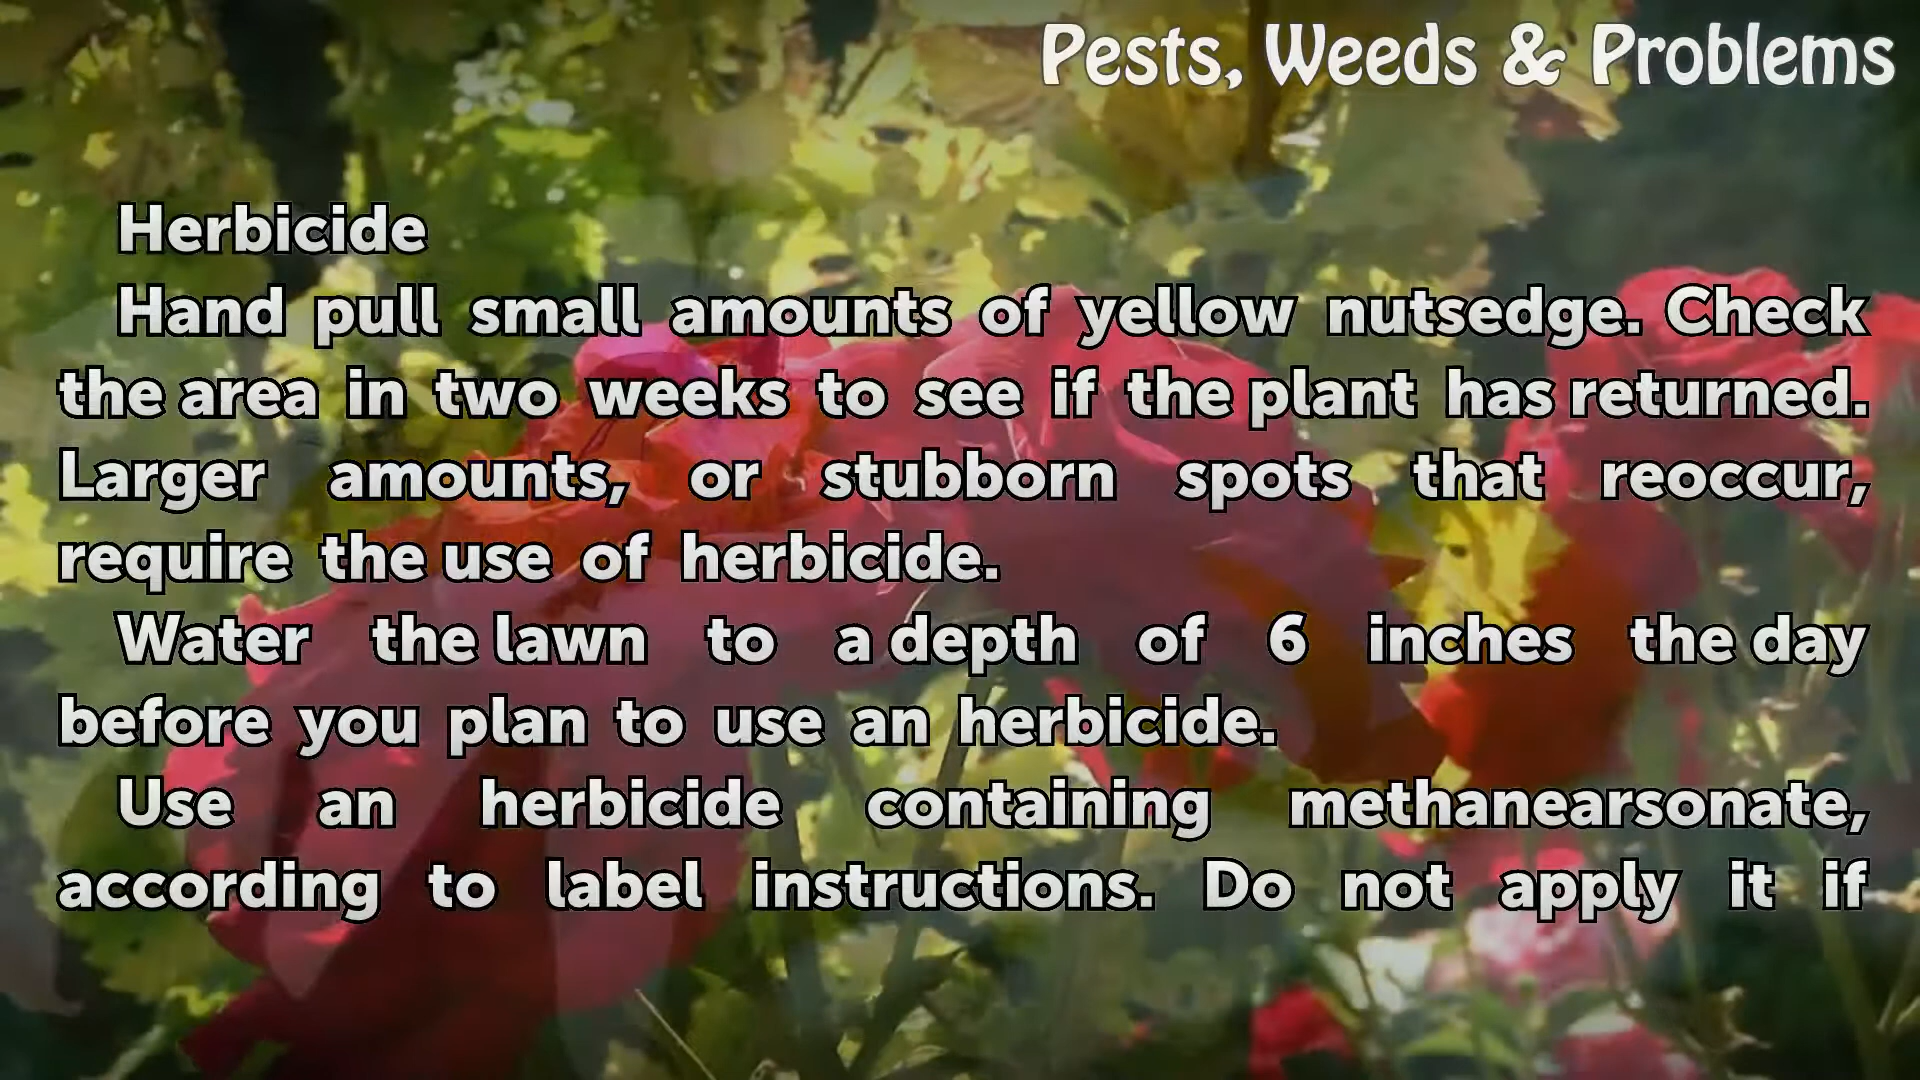 Pests, Weeds & Problems
Herbicide
Hand pull small amounts of yellow nutsedge. Check
the area in two weeks to see if the plant has returned.
Larger amounts, or stubborn spots that reoccur,
require the use of herbicide.
Water the lawn to a depth of 6 inches the day
before you plan to use an herbicide.
Use an herbicide containing methanearsonate,
according to label instructions. Do not apply it if